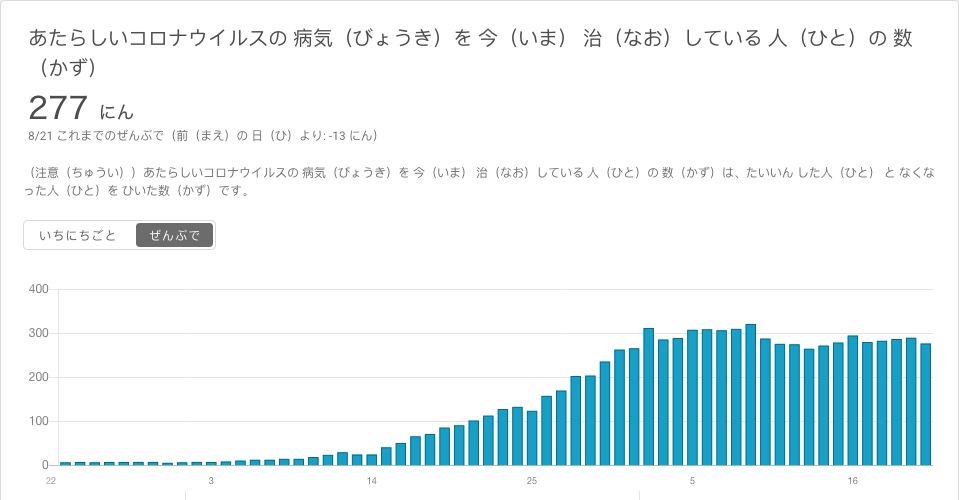 あたらしいコロナウイルスの 病気（びょうき）を 今（いま） 治（なお）している 人（ひと）の 数
（かず）
277 にん
8/21 これまでのぜんぶで（前（まえ）の 日（ひ）より: -13 にん）
（注意（ちゅうい））あたらしいコロナウイルスの 病気（びょうき）を 今（いま） 治（なお）している 人（ひと）の 数（かず）は、たいいん した人（ひと） と なくな
った人（ひと）を ひいた数（かず）です。
いちにちごと ぜんぶで
400
300
200
100
0
22 3 14 25 5 16